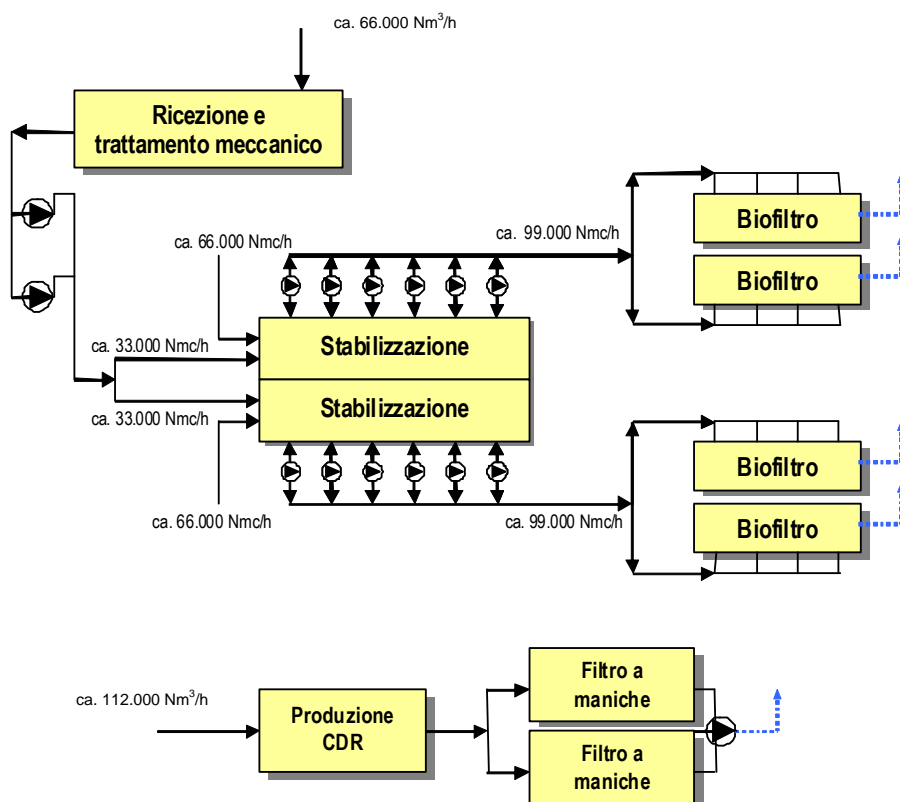 ca. 66.000 Nm³/h
Ricezione e
trattamento meccanico
ca. 66.000 Nmc/h
ca. 99.000 Nmc/h
Biofiltro
Biofiltro
ca. 33.000 Nmc/h
Stabilizzazione
ca. 33.000 Nmc/h
Stabilizzazione
ca. 66.000 Nmc/h
ca. 99.000 Nmc/h
Biofiltro
Biofiltro
ca. 112.000 Nm³/h
Produzione
CDR
Filtro a
maniche
Filtro a
maniche